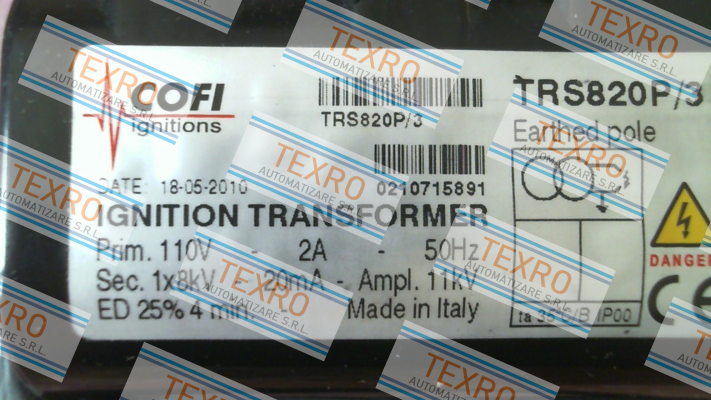 COFI
ignitions
TRS820P/3
TRS820P/3
Earthed pole
DATE: 18-05-2010
0210715891
IGNITION TRANSFORMER
Prim. 110V - 2A - 50Hz
Sec. 1x8kV - 20mA - Ampl. 11kV
ED 25% 4 min
Made in Italy
IP00
DANGER
CE
TEXRO
AUTOMATIZARE S.R.L.